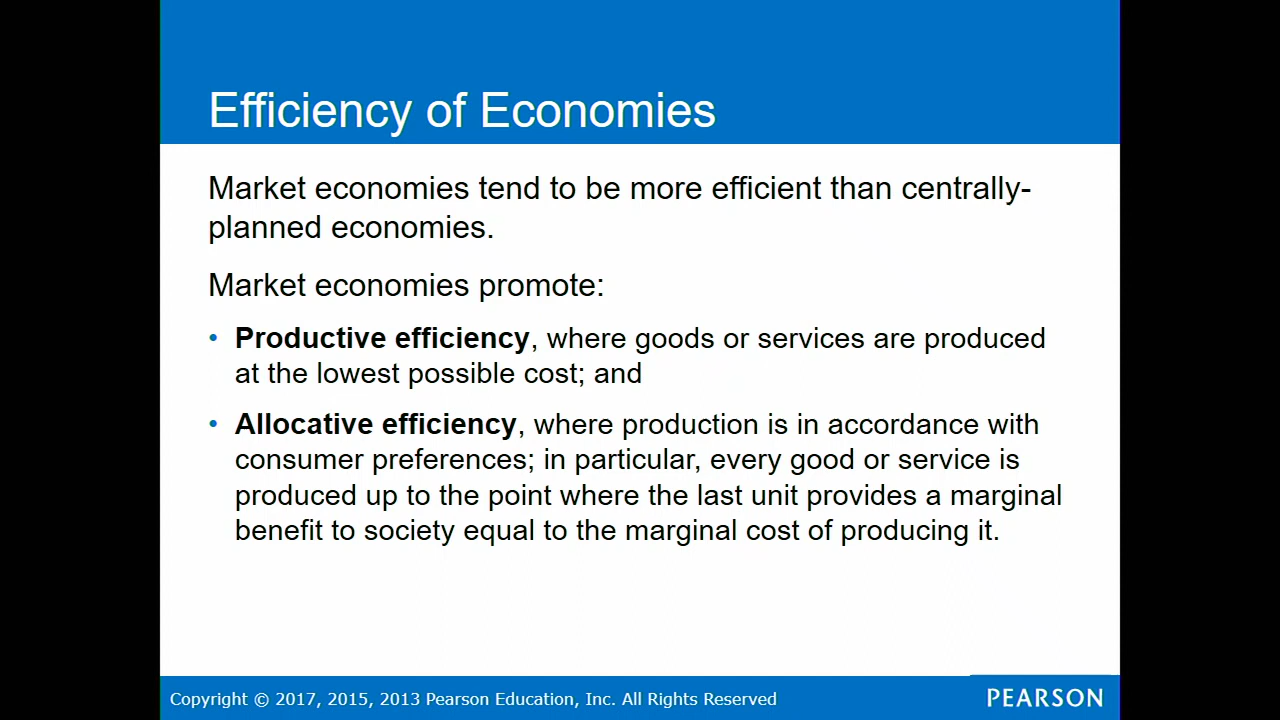 Efficiency of Economies
Market economies tend to be more efficient than centrally-
planned economies.
Market economies promote:
• Productive efficiency, where goods or services are produced
at the lowest possible cost; and
• Allocative efficiency, where production is in accordance with
consumer preferences; in particular, every good or service is
produced up to the point where the last unit provides a marginal
benefit to society equal to the marginal cost of producing it.
Copyright © 2017, 2015, 2013 Pearson Education, Inc. All Rights Reserved
PEARSON